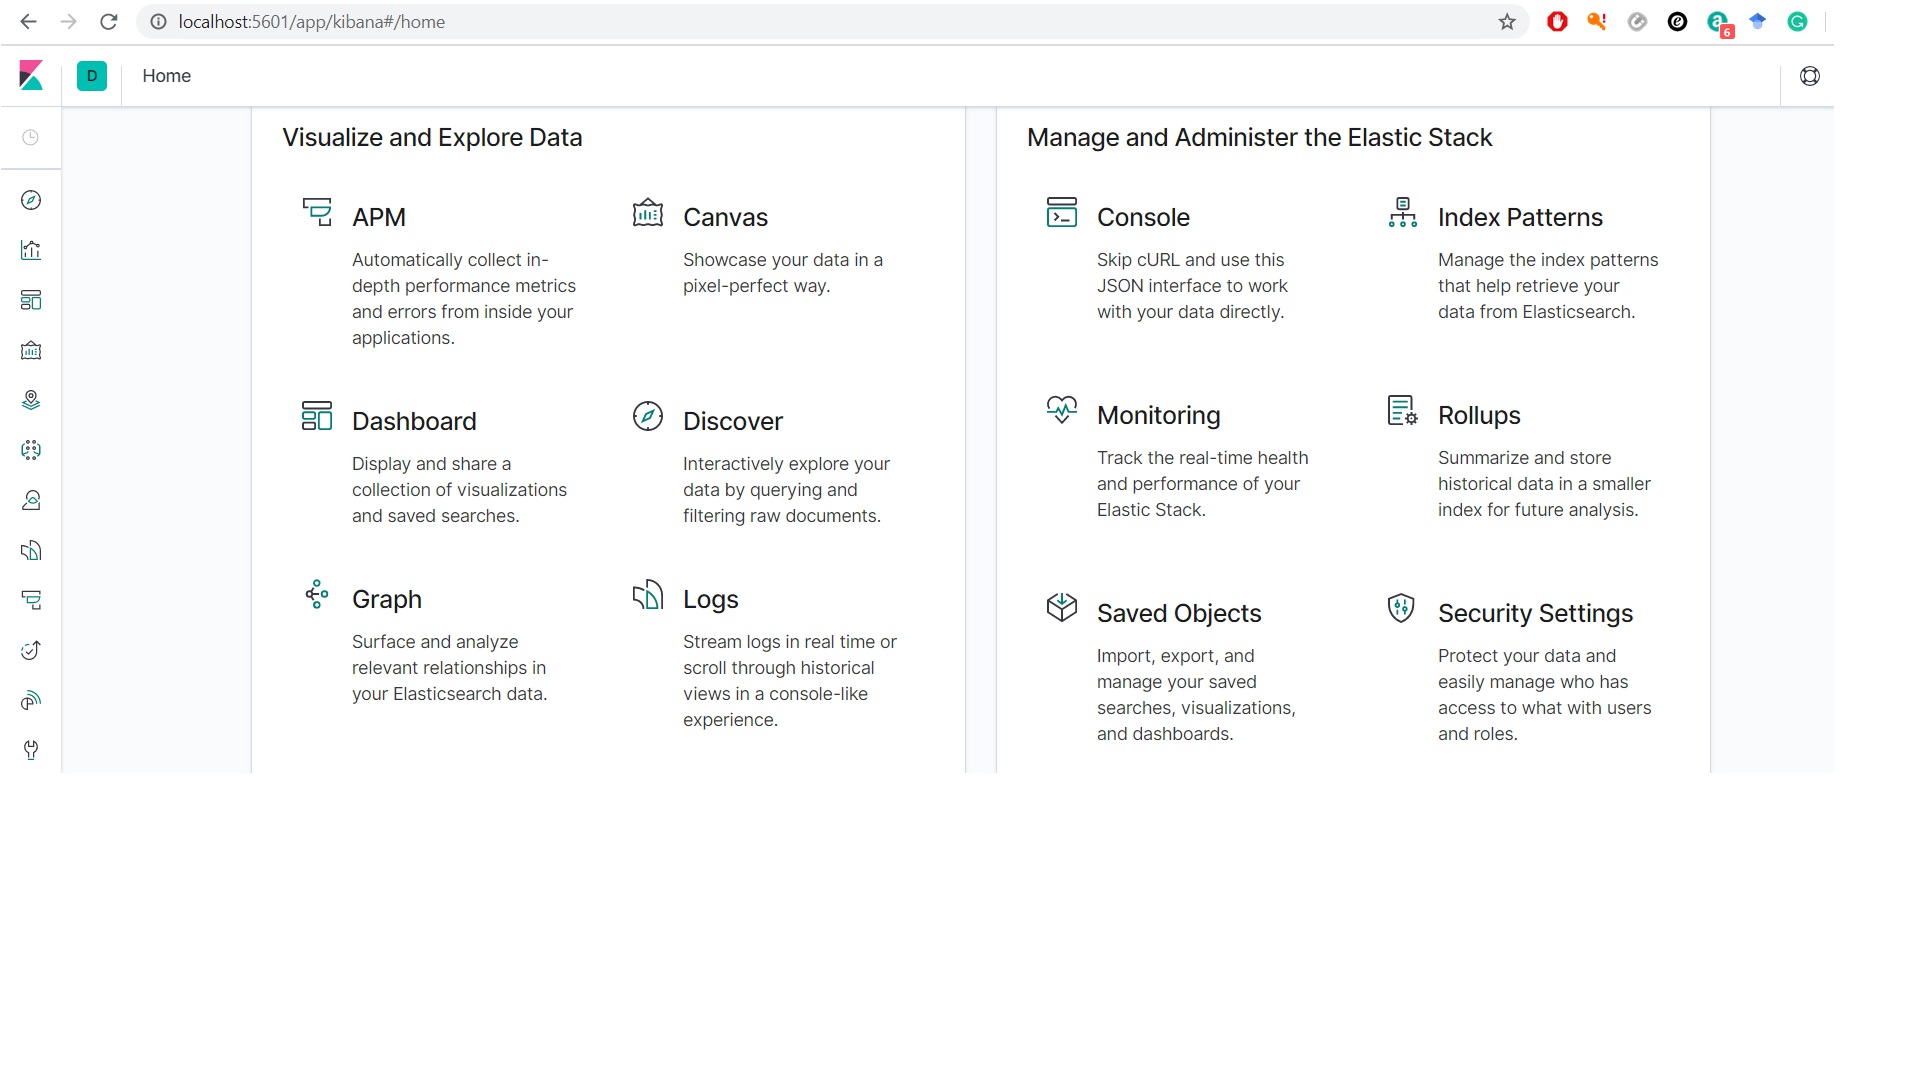 localhost:5601/app/kibana#/home
6
D
Home
Visualize and Explore Data
APM
Automatically collect in-
depth performance metrics
and errors from inside your
applications.
Canvas
Showcase your data in a
pixel-perfect way.
Dashboard
Display and share a
collection of visualizations
and saved searches.
Discover
Interactively explore your
data by querying and
filtering raw documents.
Graph
Surface and analyze
relevant relationships in
your Elasticsearch data.
Logs
Stream logs in real time or
scroll through historical
views in a console-like
experience.
Manage and Administer the Elastic Stack
Console
Skip cURL and use this
JSON interface to work
with your data directly.
Index Patterns
Manage the index patterns
that help retrieve your
data from Elasticsearch.
Monitoring
Track the real-time health
and performance of your
Elastic Stack.
Rollups
Summarize and store
historical data in a smaller
index for future analysis.
Saved Objects
Import, export, and
manage your saved
searches, visualizations,
and dashboards.
Security Settings
Protect your data and
easily manage who has
access to what with users
and roles.